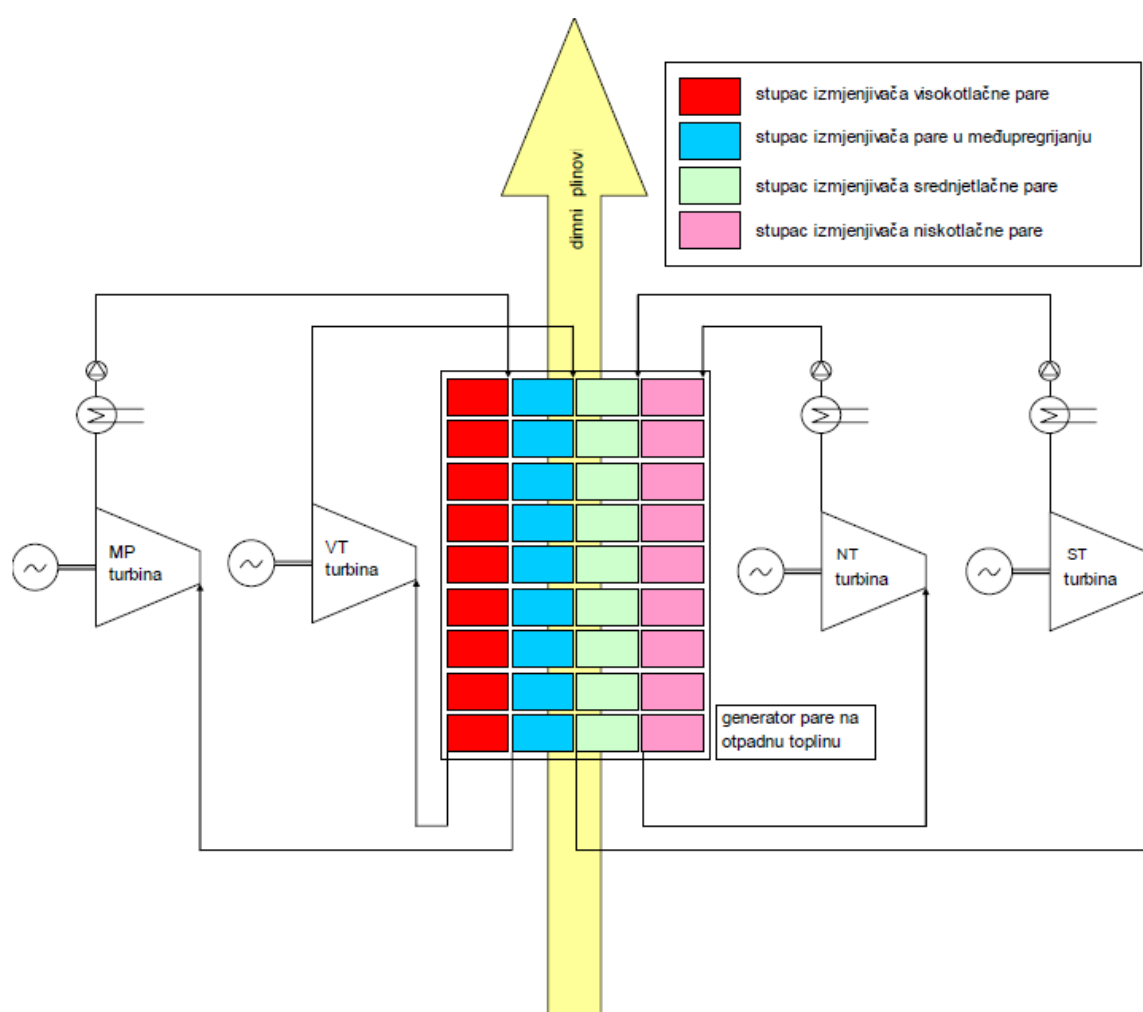 stupac izmjenjivača visokotlačne pare
stupac izmjenjivača pare u međupregrijanju
stupac izmjenjivača srednjetlačne pare
stupac izmjenjivača niskotlačne pare
dimni plinovi
MP
turbina
VT
turbina
NT
turbina
ST
turbina
generator pare na
otpadnu toplinu